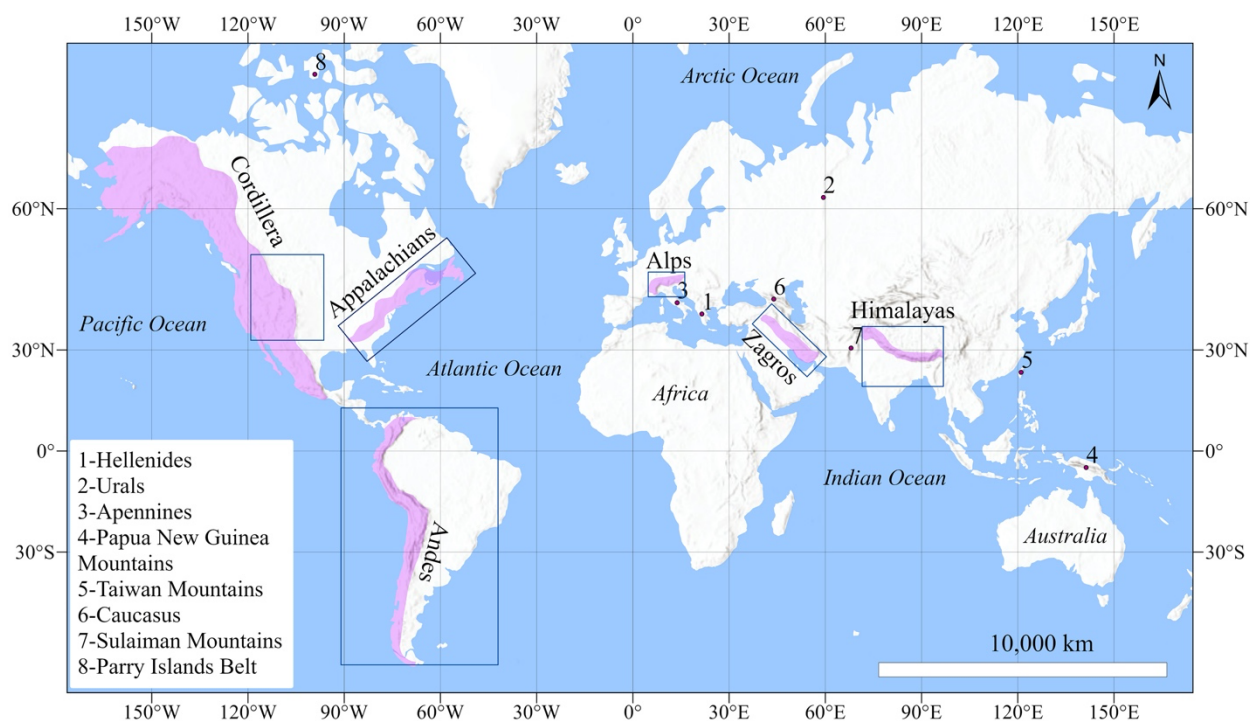 150°W 120°W 90°W 60°W 30°W 0° 30°E 60°E 90°E 120°E 150°E
8
Arctic Ocean
N
Cordillera
2
60°N 60°N
Appalachians
Alps
3
1
6
Himalayas
Pacific Ocean
7
Zagros
30°N 30°N
5
Atlantic Ocean
Africa
4
0° 0°
Indian Ocean
1-Hellenides
2-Urals
3-Apennines
4-Papua New Guinea
Mountains
5-Taiwan Mountains
6-Caucasus
7-Sulaiman Mountains
8-Parry Islands Belt
Andes
Australia
30°S 30°S
10,000 km
150°W 120°W 90°W 60°W 30°W 0° 30°E 60°E 90°E 120°E 150°E